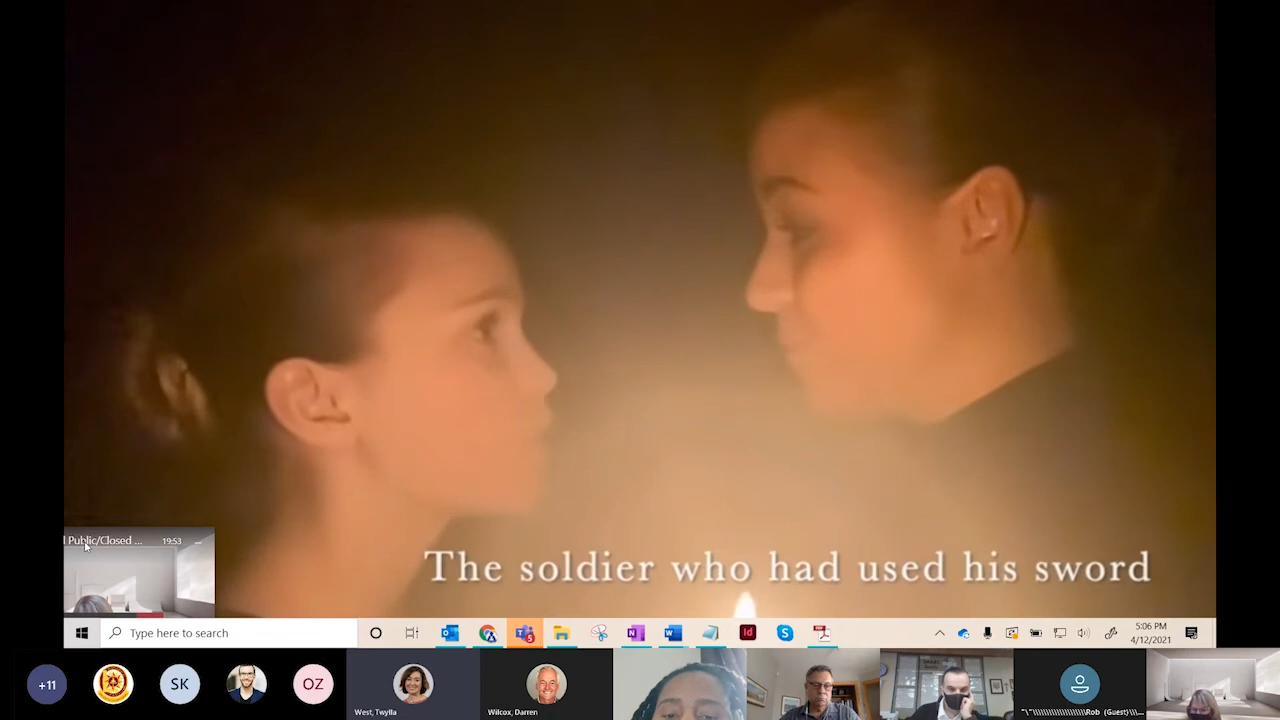 The soldier who had used his sword
l Public/Closed ...
19:53
Type here to search
5:06 PM
4/12/2021
+11
SK
OZ
West, Twylla
Wilcox, Darren